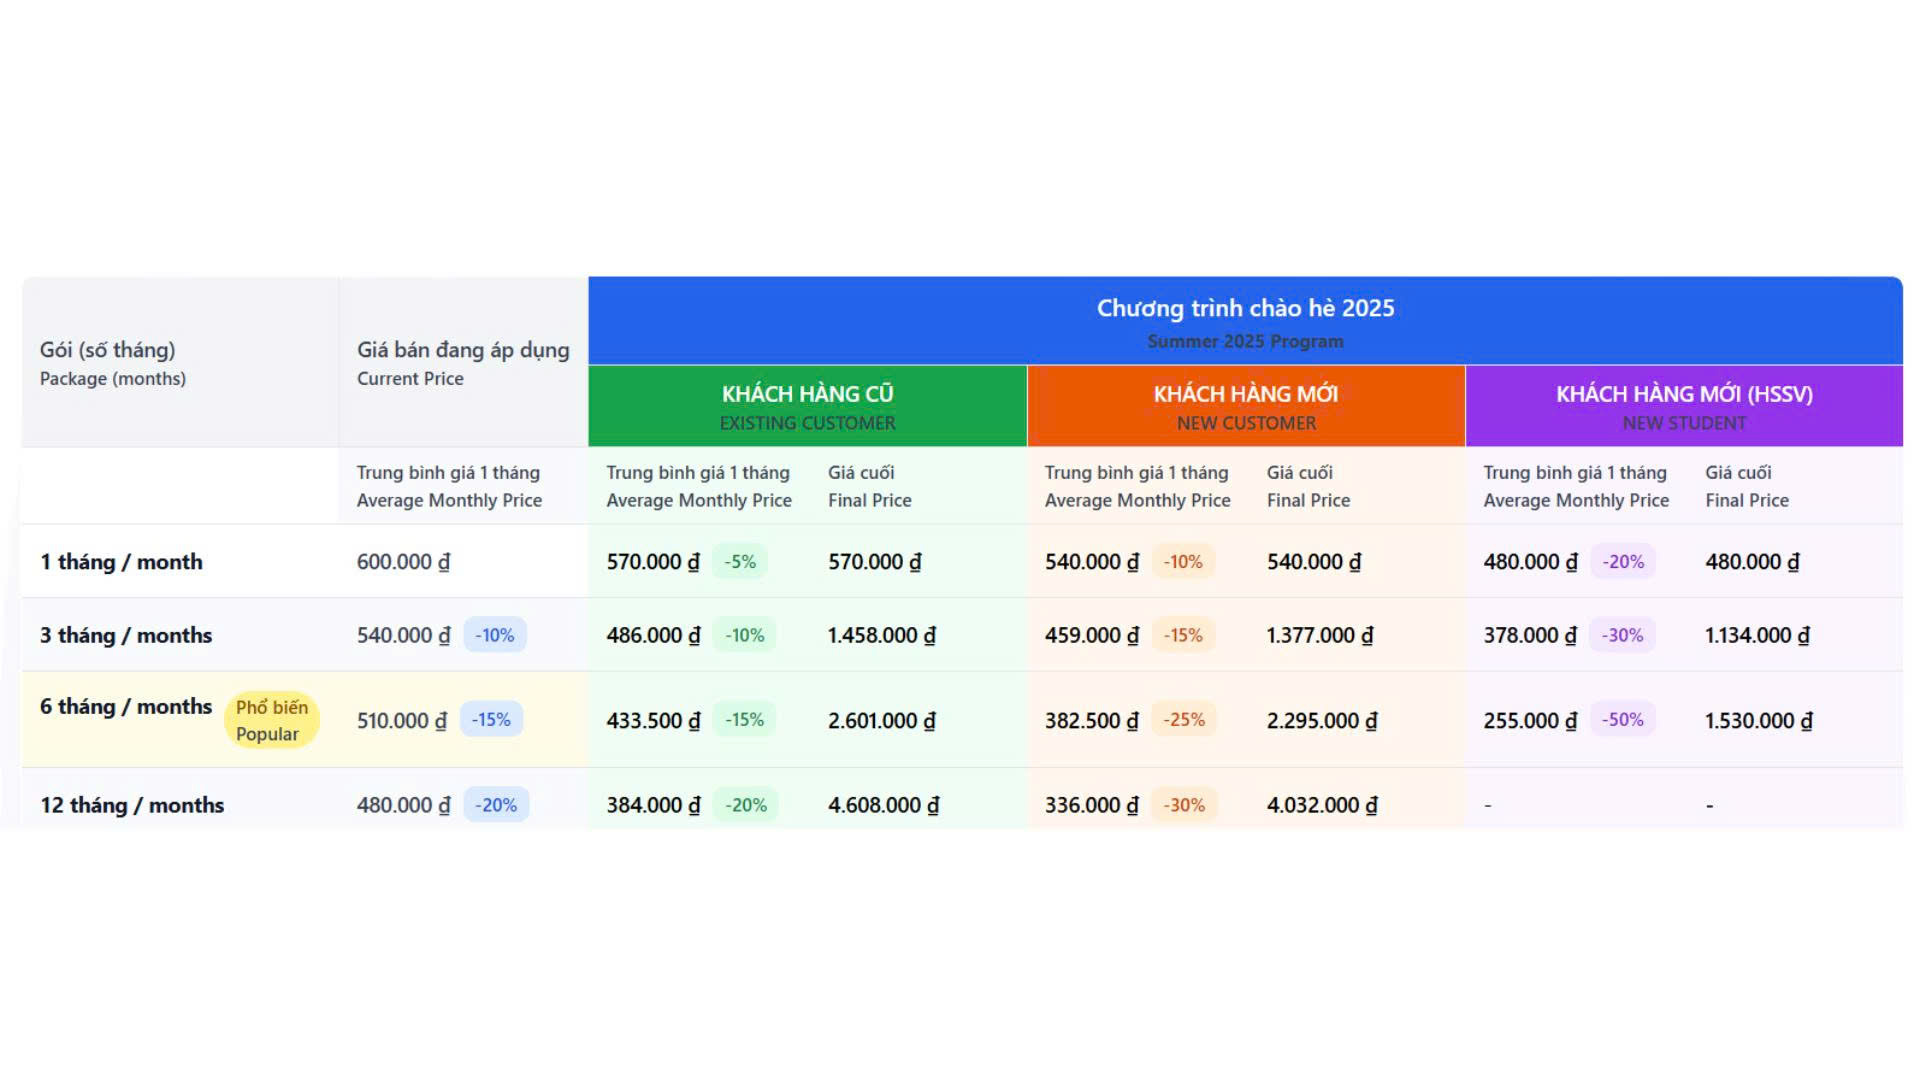 Chương trình chào hè 2025
Summer 2025 Program
Gói (số tháng)
Package (months)
Giá bán đang áp dụng
Current Price
KHÁCH HÀNG CŨ
EXISTING CUSTOMER
KHÁCH HÀNG MỚI
NEW CUSTOMER
KHÁCH HÀNG MỚI (HSSV)
NEW STUDENT
Trung bình giá 1 tháng
Average Monthly Price
Trung bình giá 1 tháng
Average Monthly Price
Giá cuối
Final Price
Trung bình giá 1 tháng
Average Monthly Price
Giá cuối
Final Price
Trung bình giá 1 tháng
Average Monthly Price
Giá cuối
Final Price
1 tháng / month 600.000 ₫ 570.000 ₫ -5% 570.000 ₫ 540.000 ₫ -10% 540.000 ₫ 480.000 ₫ -20% 480.000 ₫
3 tháng / months 540.000 ₫ -10% 486.000 ₫ -10% 1.458.000 ₫ 459.000 ₫ -15% 1.377.000 ₫ 378.000 ₫ -30% 1.134.000 ₫
6 tháng / months
Phổ biến
Popular
510.000 ₫ -15% 433.500 ₫ -15% 2.601.000 ₫ 382.500 ₫ -25% 2.295.000 ₫ 255.000 ₫ -50% 1.530.000 ₫
12 tháng / months 480.000 ₫ -20% 384.000 ₫ -20% 4.608.000 ₫ 336.000 ₫ -30% 4.032.000 ₫ - -